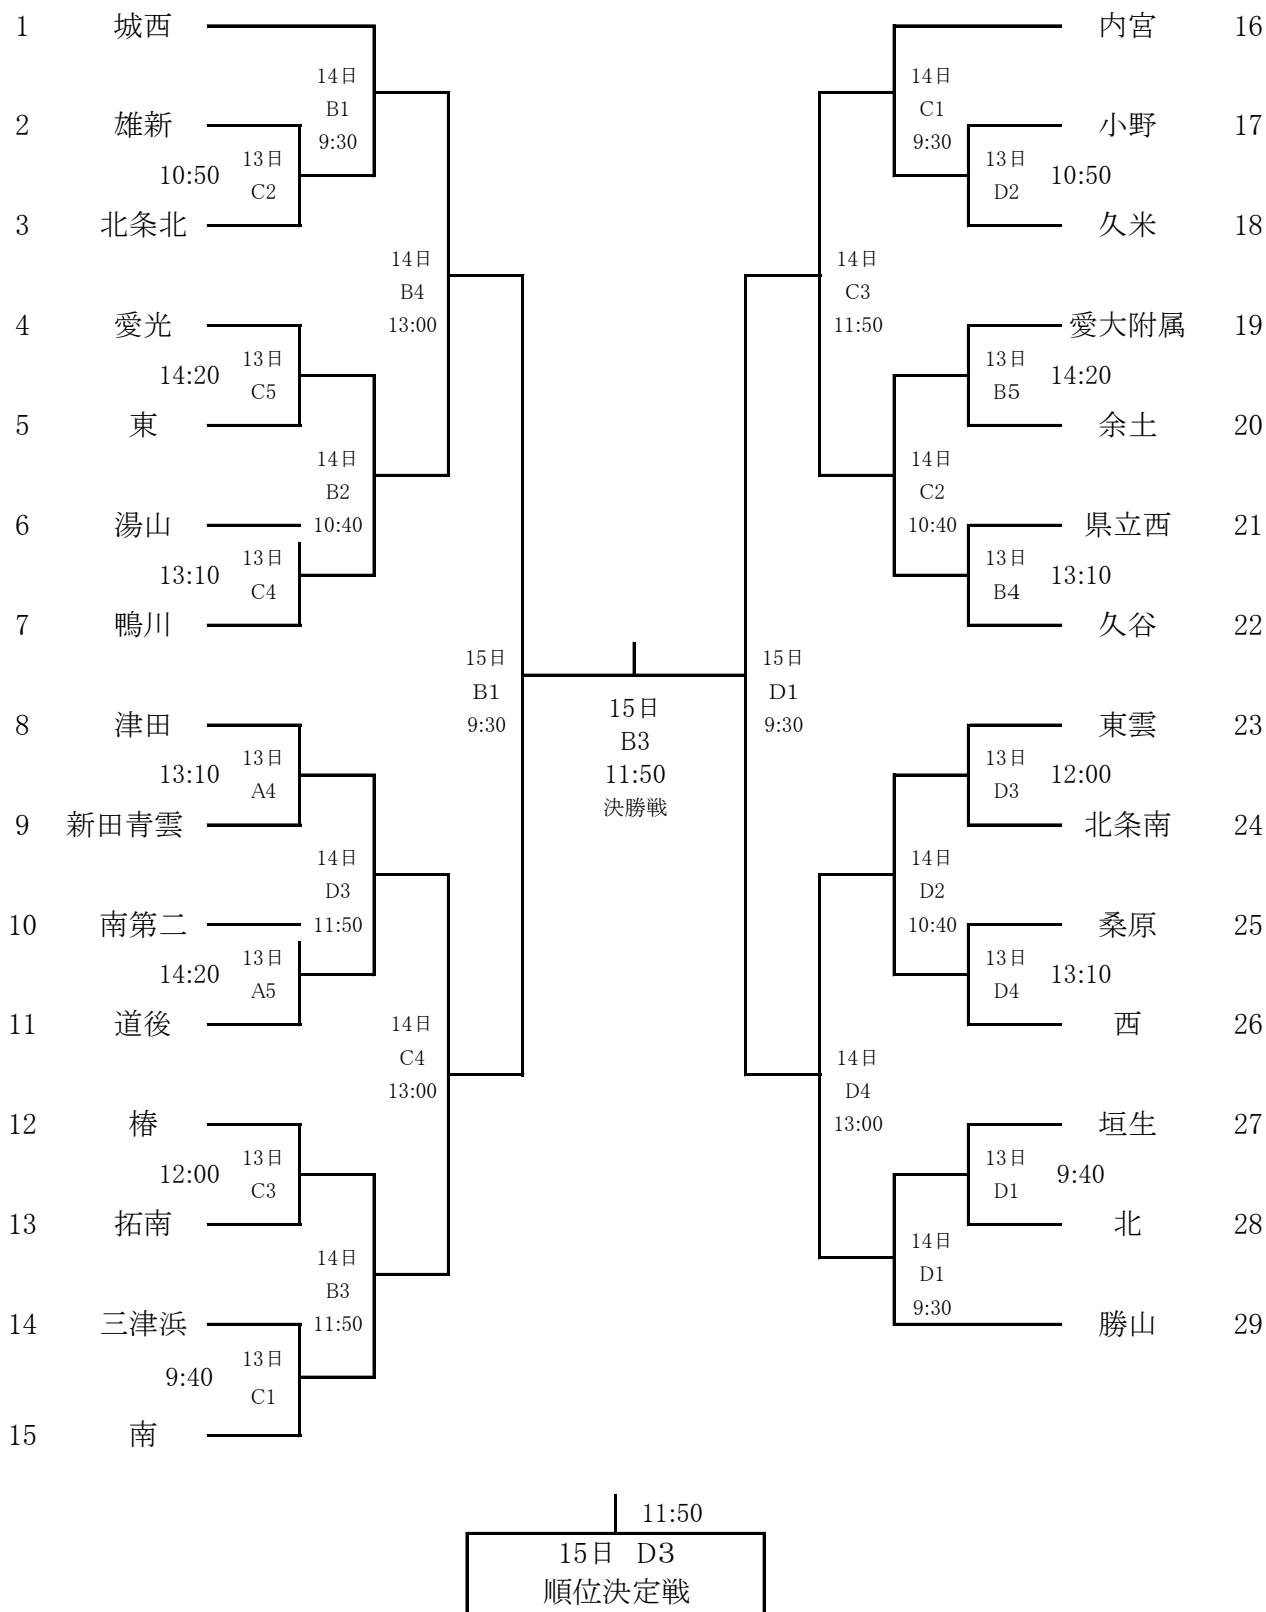 1 城西
14日
B1
9:30
2 雄新
10:50
13日
C2
3 北条北
14日
B4
13:00
4 愛光
14:20
13日
C5
5 東
14日
B2
10:40
6 湯山
13:10
13日
C4
7 鴨川
15日
B1
9:30
8 津田
13:10
13日
A4
9 新田青雲
14日
D3
11:50
10 南第二
14:20
13日
A5
11 道後
14日
C4
13:00
12 椿
12:00
13日
C3
13 拓南
14日
B3
11:50
14 三津浜
9:40
13日
C1
15 南
15日
B3
11:50
決勝戦
内宮 16
14日
C1
9:30
小野 17
13日
D2
10:50
久米 18
14日
C3
11:50
愛大附属 19
13日
B5
14:20
余土 20
14日
C2
10:40
県立西 21
13日
B4
13:10
久谷 22
15日
D1
9:30
東雲 23
13日
D3
12:00
北条南 24
14日
D2
10:40
桑原 25
13日
D4
13:10
西 26
14日
D4
13:00
垣生 27
13日
D1
9:40
北 28
14日
D1
9:30
勝山 29
11:50
15日 D3
順位決定戦